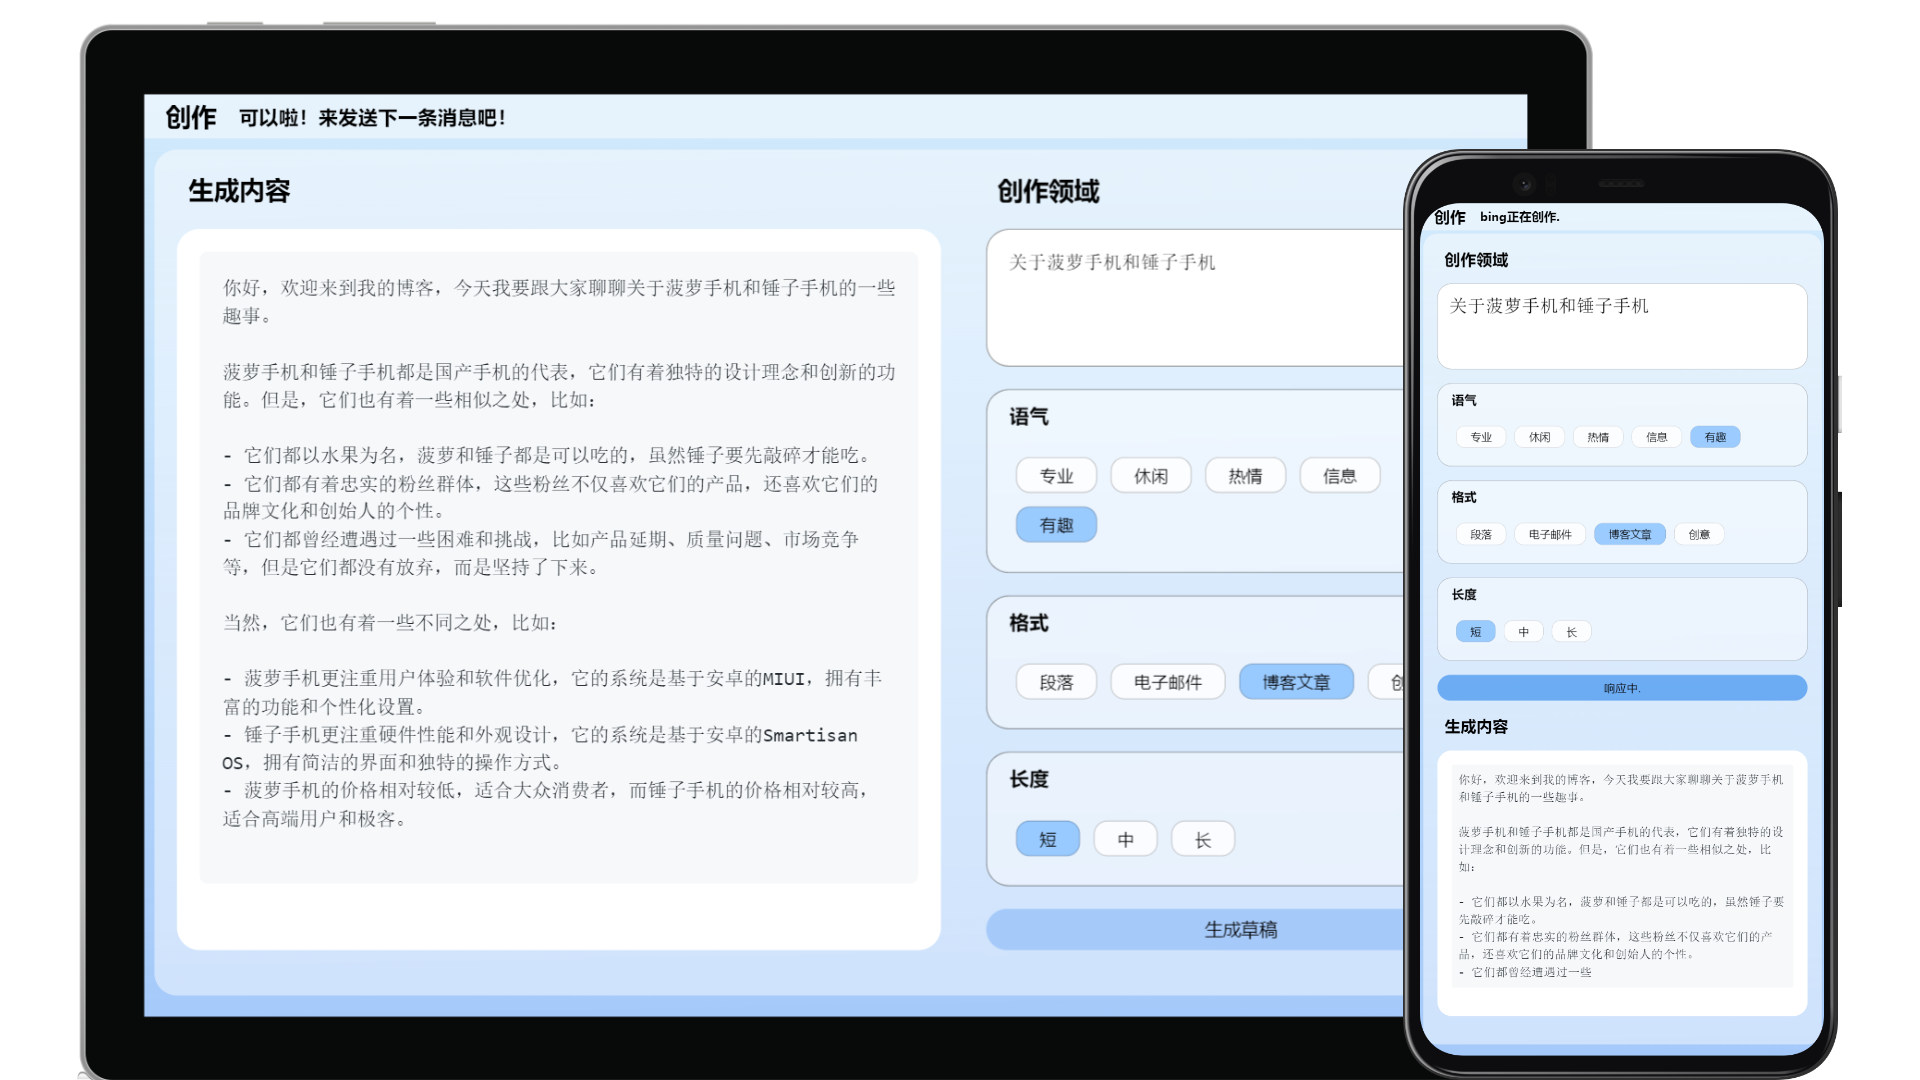 创作 可以啦！来发送下一条消息吧！
生成内容
你好，欢迎来到我的博客，今天我要跟大家聊聊关于菠萝手机和锤子手机的一些
趣事。
菠萝手机和锤子手机都是国产手机的代表，它们有着独特的设计理念和创新的功
能。但是，它们也有着一些相似之处，比如：
- 它们都以水果为名，菠萝和锤子都是可以吃的，虽然锤子要先敲碎才能吃。
- 它们都有着忠实的粉丝群体，这些粉丝不仅喜欢它们的产品，还喜欢它们的
品牌文化和创始人的个性。
- 它们都曾经遭遇过一些困难和挑战，比如产品延期、质量问题、市场竞争
等，但是它们都没有放弃，而是坚持了下来。
当然，它们也有着一些不同之处，比如：
- 菠萝手机更注重用户体验和软件优化，它的系统是基于安卓的MIUI，拥有丰
富的功能和个性化设置。
- 锤子手机更注重硬件性能和外观设计，它的系统是基于安卓的Smartisan
OS，拥有简洁的界面和独特的操作方式。
- 菠萝手机的价格相对较低，适合大众消费者，而锤子手机的价格相对较高，
适合高端用户和极客。
创作领域
关于菠萝手机和锤子手机
语气
专业 休闲 热情 信息
有趣
格式
段落 电子邮件 博客文章 创
长度
短 中 长
生成草稿
创作 bing正在创作.
创作领域
关于菠萝手机和锤子手机
语气
专业 休闲 热情 信息 有趣
格式
段落 电子邮件 博客文章 创意
长度
短 中 长
响应中.
生成内容
你好，欢迎来到我的博客，今天我要跟大家聊聊关于菠萝手机
和锤子手机的一些趣事。
菠萝手机和锤子手机都是国产手机的代表，它们有着独特的设
计理念和创新的功能。但是，它们也有着一些相似之处，比
如：
- 它们都以水果为名，菠萝和锤子都是可以吃的，虽然锤子要
先敲碎才能吃。
- 它们都有着忠实的粉丝群体，这些粉丝不仅喜欢它们的产
品，还喜欢它们的品牌文化和创始人的个性。
- 它们都曾经遭遇过一些